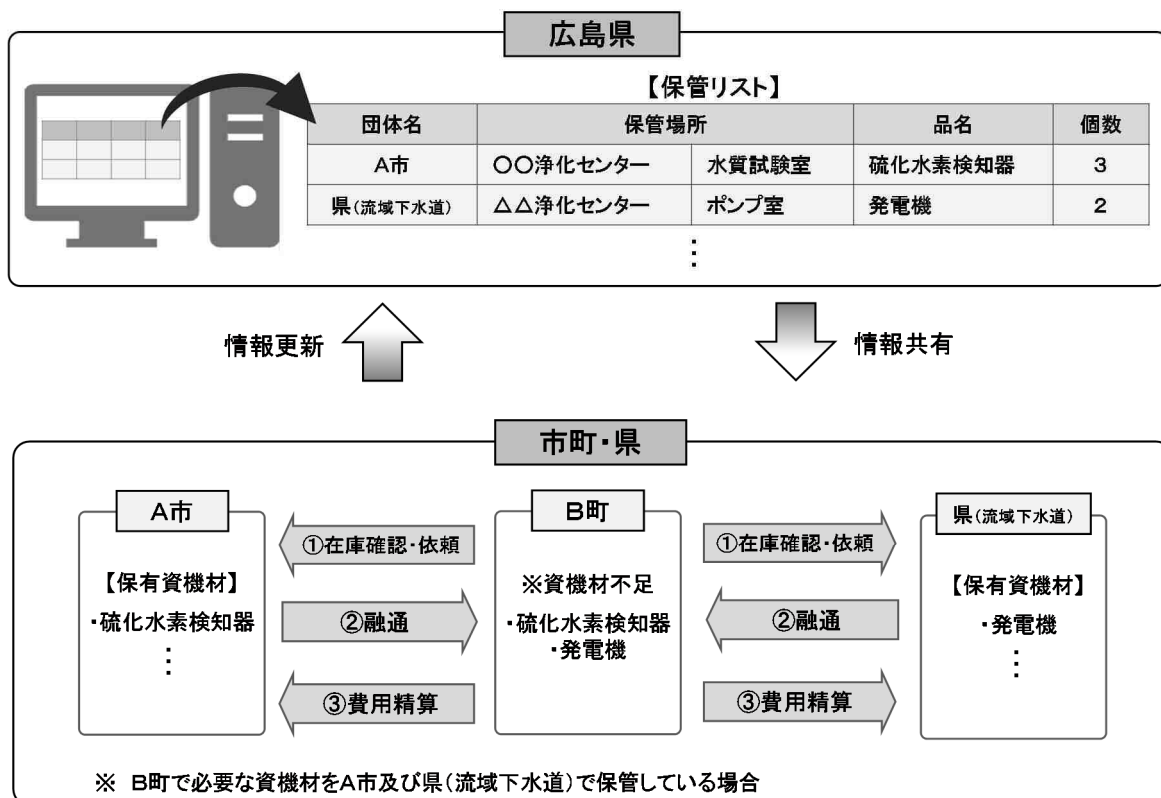 広島県
【保管リスト】
団体名 保管場所 品名 個数
A市 〇〇浄化センター 水質試験室 硫化水素検知器 3
県(流域下水道) △△浄化センター ポンプ室 発電機 2
⋮
情報更新
情報共有
市町・県
A市
【保有資機材】
・硫化水素検知器
⋮
①在庫確認・依頼
②融通
③費用精算
B町
※資機材不足
・硫化水素検知器
・発電機
①在庫確認・依頼
②融通
③費用精算
県(流域下水道)
【保有資機材】
・発電機
⋮
※ B町で必要な資機材をA市及び県(流域下水道)で保管している場合